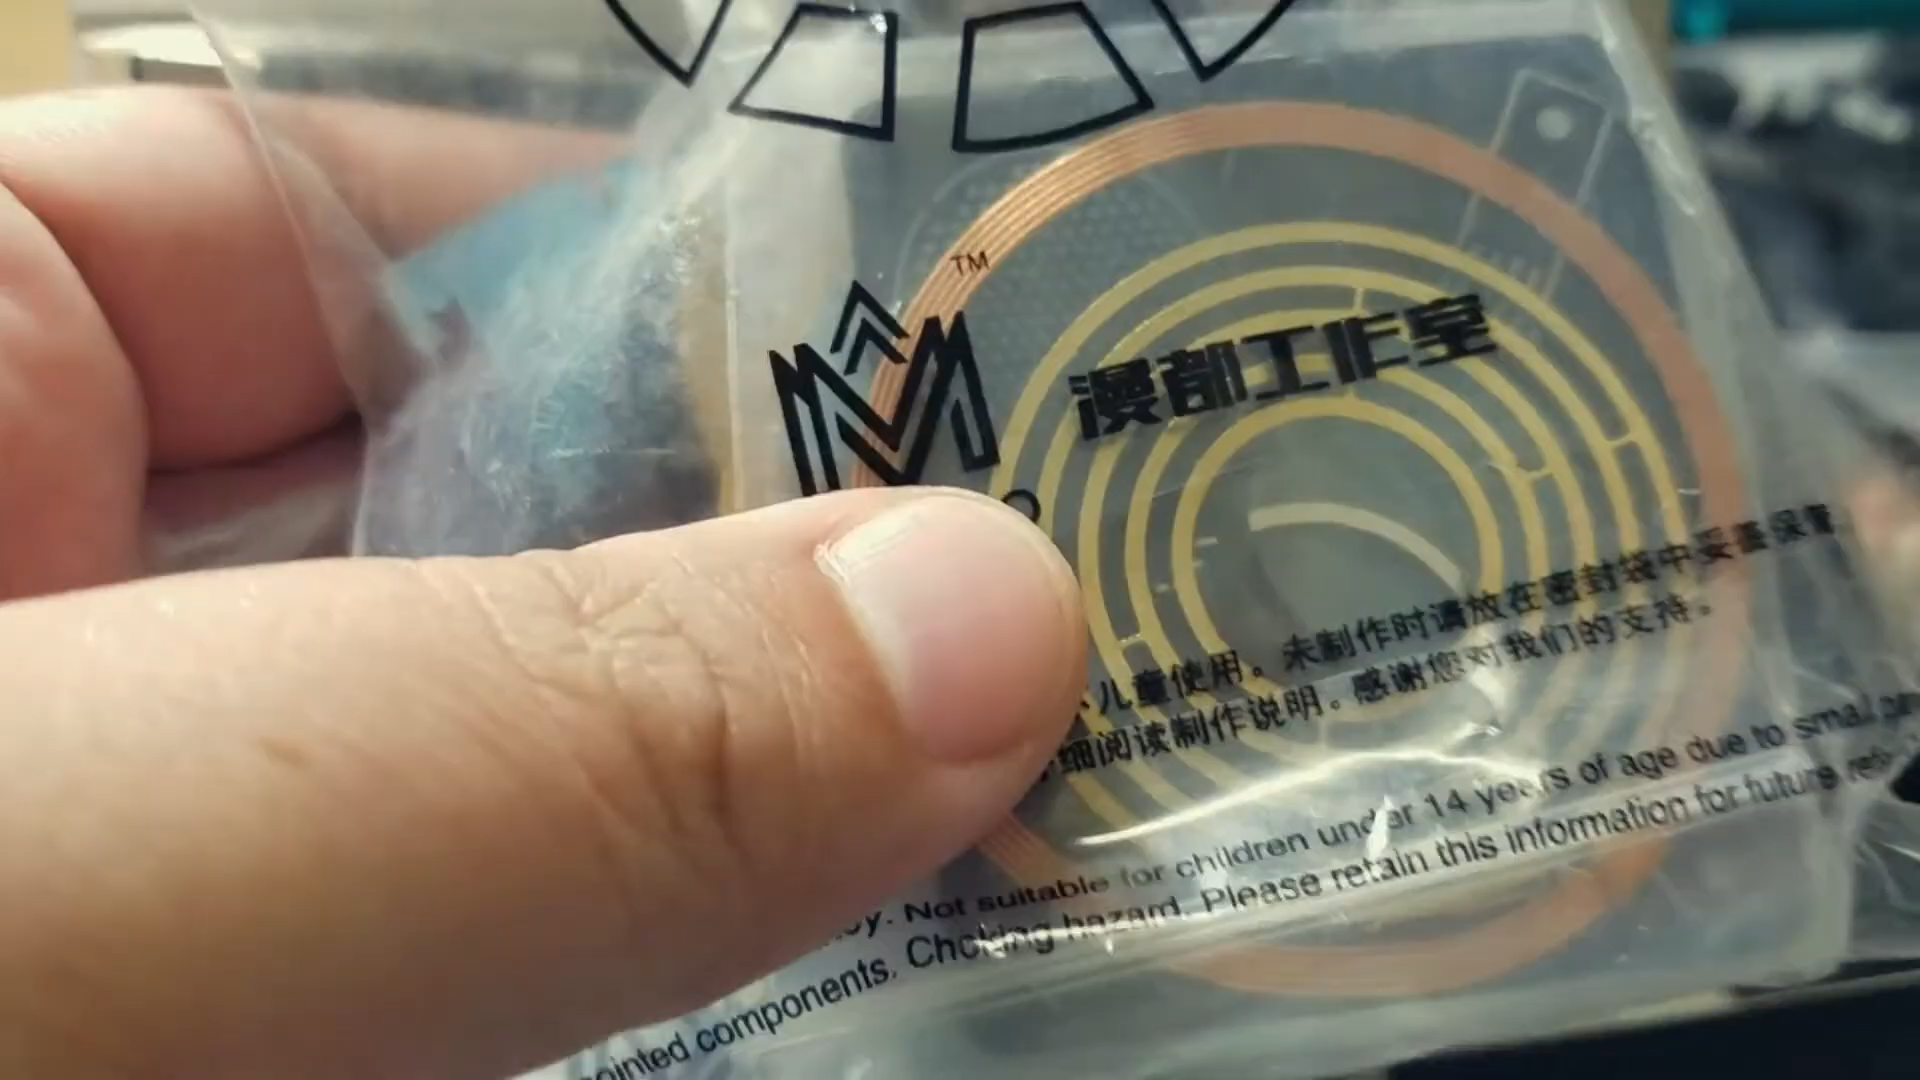 TM
漫都工作室
儿童使用。未制作时请放在密封袋中妥善保管
细阅读制作说明。感谢您对我们的支持。
Not suitable for children under 14 years of age due to small
pointed components. Choking hazard. Please retain this information for future